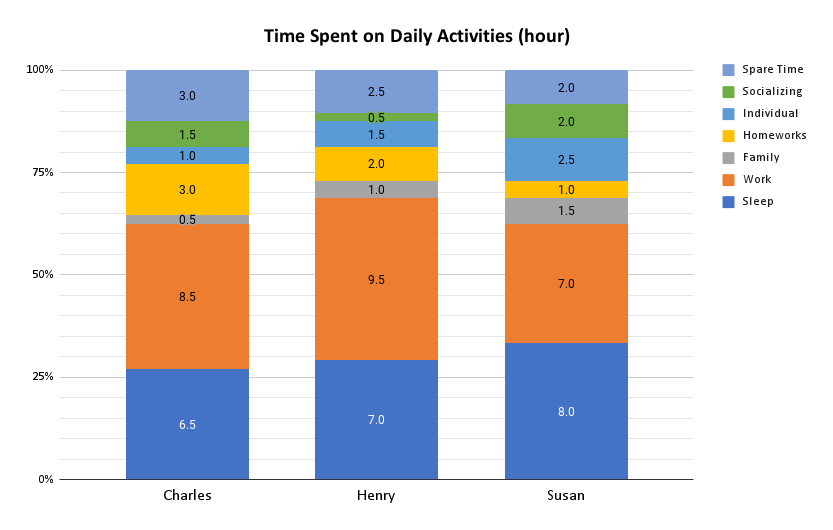 Time Spent on Daily Activities (hour)
100%
75%
50%
25%
0%
3.0
1.5
1.0
3.0
0.5
8.5
6.5
2.5
0.5
1.5
2.0
1.0
9.5
7.0
2.0
2.0
2.5
1.0
1.5
7.0
8.0
Charles
Henry
Susan
Spare Time
Socializing
Individual
Homeworks
Family
Work
Sleep